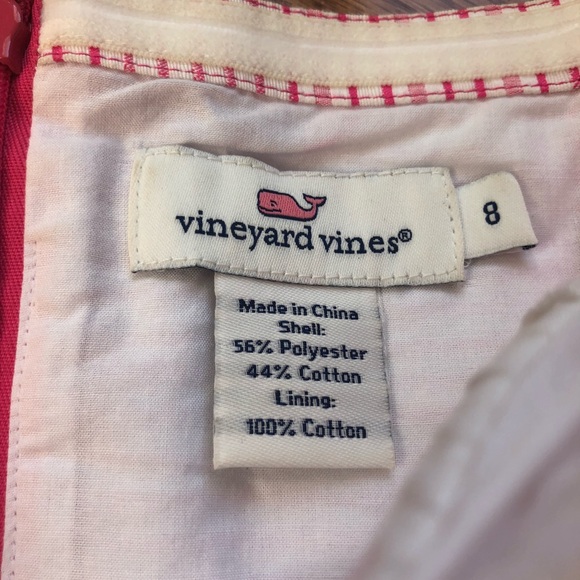 vineyard vines®
8
Made in China
Shell:
56% Polyester
44% Cotton
Lining:
100% Cotton